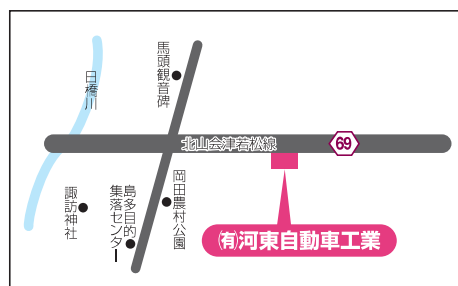 馬頭観音碑
日橋川
北山会津若松線
69
諏訪神社
島多目的
集落センター
岡田農村公園
㈲河東自動車工業